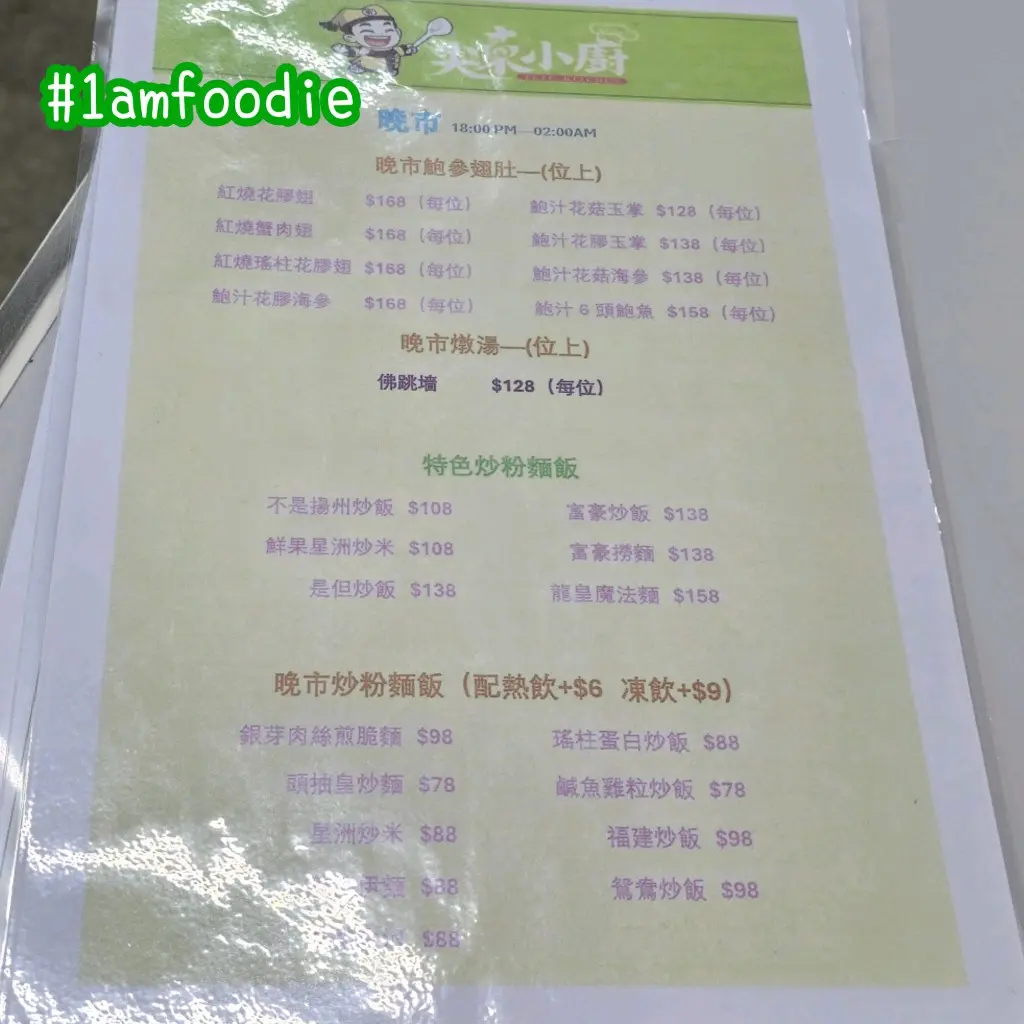 #1amfoodie
小廚
晚市 18:00 PM—02:00AM
晚市鮑參翅肚—(位上)
紅燒花膠翅 $168（每位） 鮑汁花菇玉掌 $128（每位）
紅燒蟹肉翅 $168（每位） 鮑汁花膠玉掌 $138（每位）
紅燒瑤柱花膠翅 $168（每位） 鮑汁花菇海參 $138（每位）
鮑汁花膠海參 $168（每位） 鮑汁 6 頭鮑魚 $158（每位）
晚市燉湯—(位上)
佛跳墻 $128（每位）
特色炒粉麵飯
不是揚州炒飯 $108 富豪炒飯 $138
鮮果星洲炒米 $108 富豪撈麵 $138
是但炒飯 $138 龍皇魔法麵 $158
晚市炒粉麵飯（配熱飲+$6 凍飲+$9）
銀芽肉絲煎脆麵 $98 瑤柱蛋白炒飯 $88
頭抽皇炒麵 $78 鹹魚雞粒炒飯 $78
星洲炒米 $88 福建炒飯 $98
麵 $88 鴛鴦炒飯 $98
$88